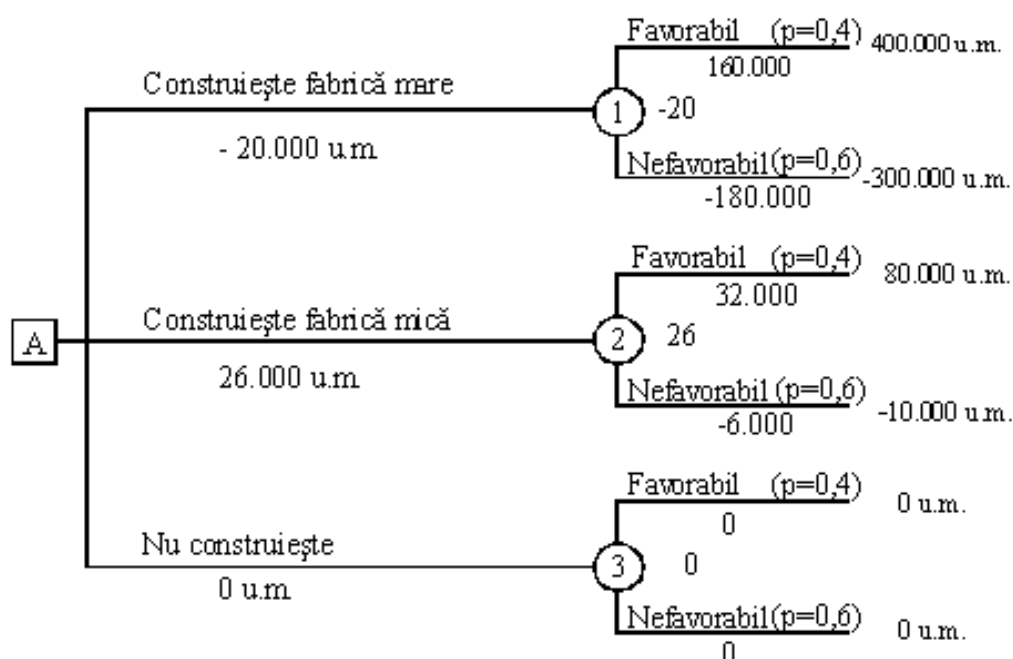 Favorabil (p=0,4) 400.000 u.m.
160.000
Construieşte fabrică mare
1 -20
- 20.000 u.m
Nefavorabil (p=0,6) -300.000 u.m.
-180.000
Favorabil (p=0,4) 80.000 u.m.
32.000
Construieşte fabrică mică
A
2 26
26.000 u.m
Nefavorabil (p=0,6) -10.000 u.m.
-6.000
Favorabil (p=0,4) 0 u.m.
0
Nu construieşte
3 0
0 u.m
Nefavorabil (p=0,6) 0 u.m.
0